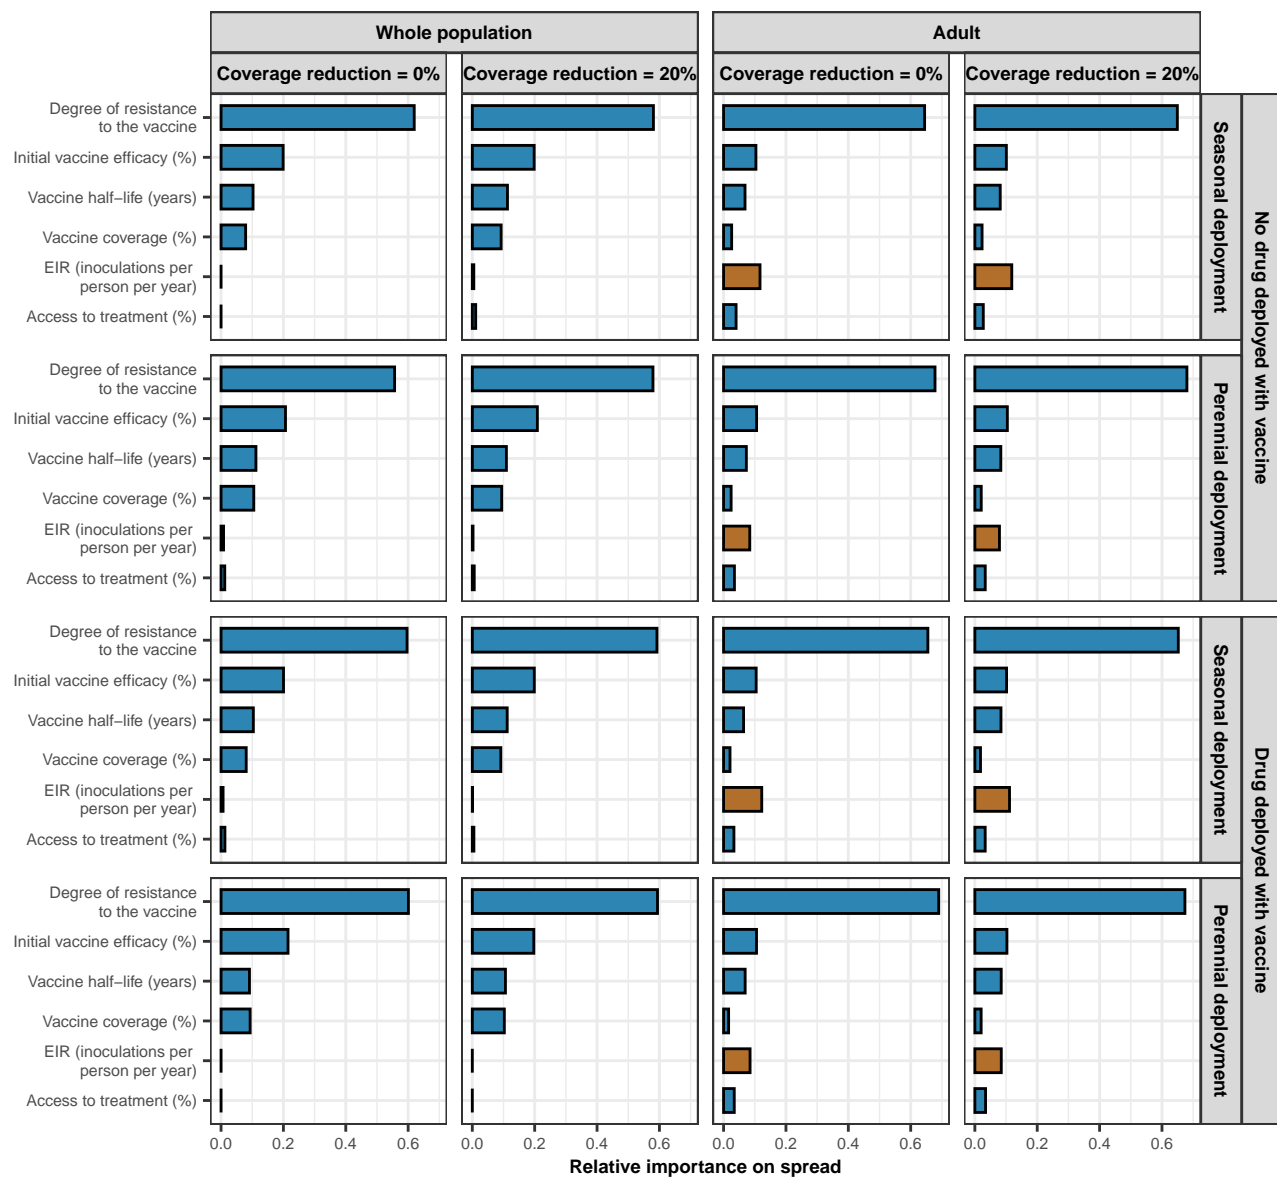 Whole population
Adult
Coverage reduction = 0%
Coverage reduction = 20%
Coverage reduction = 0%
Coverage reduction = 20%
Degree of resistance
to the vaccine
Initial vaccine efficacy (%)
Vaccine half−life (years)
Vaccine coverage (%)
EIR (inoculations per
person per year)
Access to treatment (%)
Seasonal deployment
Degree of resistance
to the vaccine
Initial vaccine efficacy (%)
Vaccine half−life (years)
Vaccine coverage (%)
EIR (inoculations per
person per year)
Access to treatment (%)
Perennial deployment
No drug deployed with vaccine
Degree of resistance
to the vaccine
Initial vaccine efficacy (%)
Vaccine half−life (years)
Vaccine coverage (%)
EIR (inoculations per
person per year)
Access to treatment (%)
Seasonal deployment
Degree of resistance
to the vaccine
Initial vaccine efficacy (%)
Vaccine half−life (years)
Vaccine coverage (%)
EIR (inoculations per
person per year)
Access to treatment (%)
Perennial deployment
Drug deployed with vaccine
0.0 0.2 0.4 0.6
0.0 0.2 0.4 0.6
0.0 0.2 0.4 0.6
0.0 0.2 0.4 0.6
Relative importance on spread